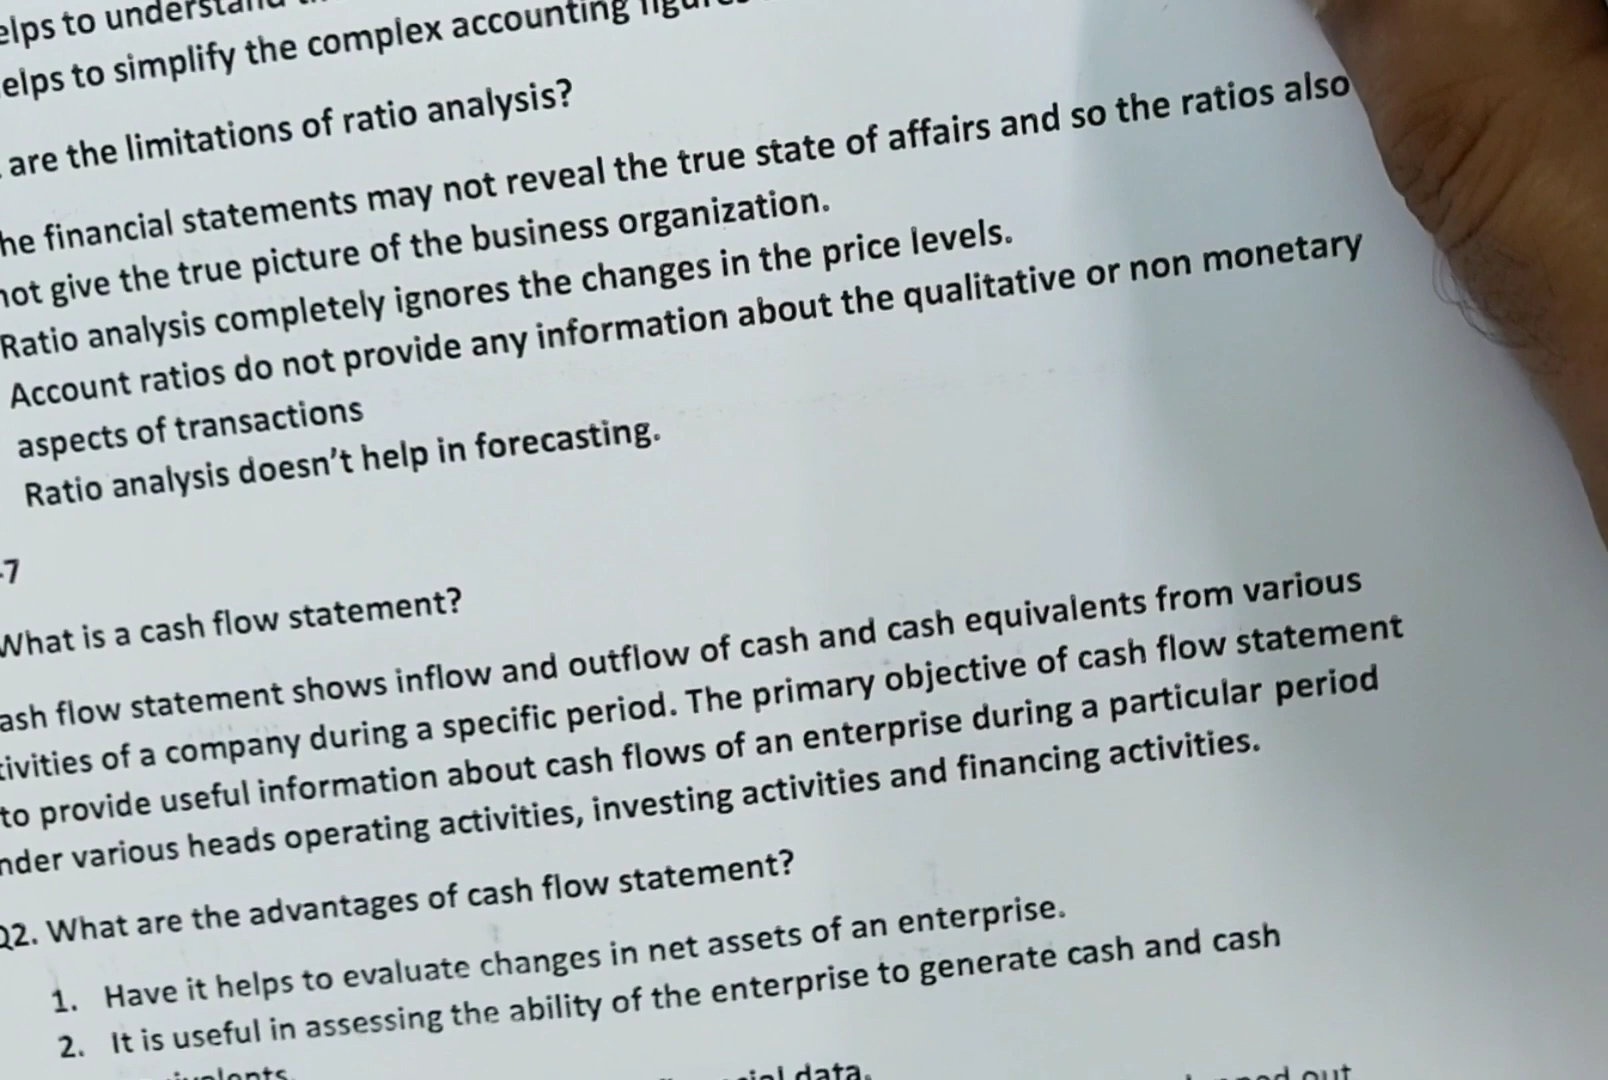 to understand
to simplify the complex accounting
are the limitations of ratio analysis?
financial statements may not reveal the true state of affairs and so the ratios also
not give the true picture of the business organization.
Ratio analysis completely ignores the changes in the price levels.
Account ratios do not provide any information about the qualitative or non monetary
aspects of transactions
Ratio analysis doesn't help in forecasting.
-7
What is a cash flow statement?
flow statement shows inflow and outflow of cash and cash equivalents from various
of a company during a specific period. The primary objective of cash flow statement
to provide useful information about cash flows of an enterprise during a particular period
various heads operating activities, investing activities and financing activities.
Q2. What are the advantages of cash flow statement?
1. Have it helps to evaluate changes in net assets of an enterprise.
2. It is useful in assessing the ability of the enterprise to generate cash and cash
data.
out